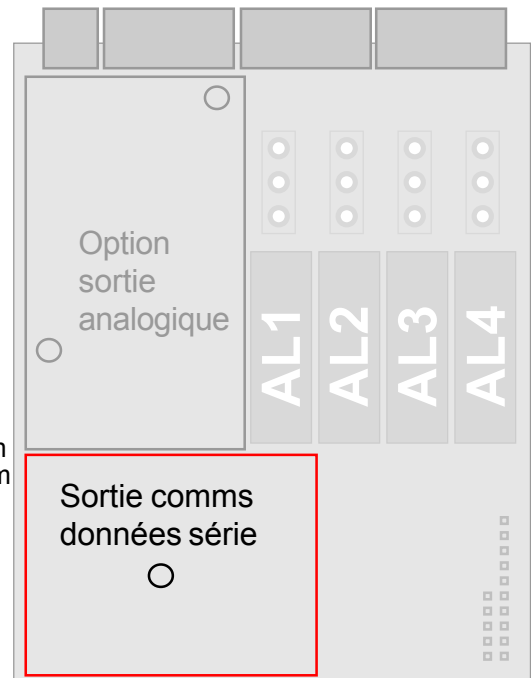 Option
sortie
analogique
AL1
AL2
AL3
AL4
Sortie comms
données série